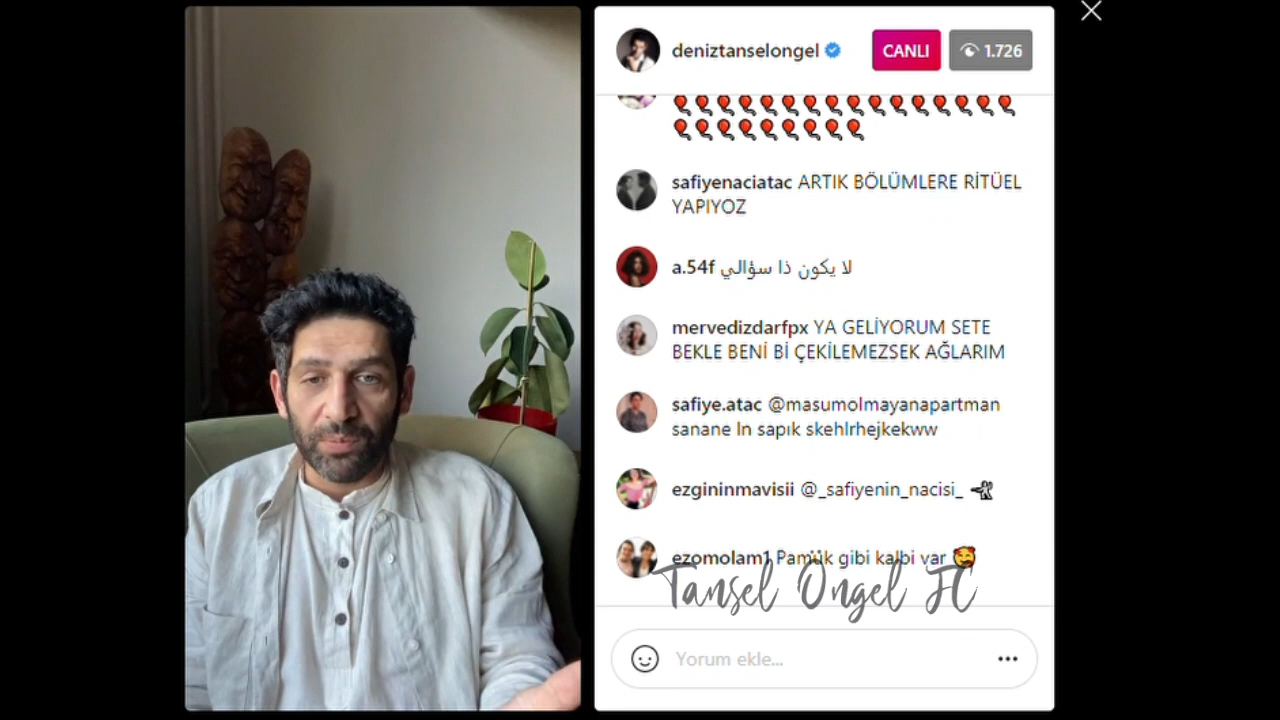 deniztanselongel
CANLI
1.726
safiyenaciatac ARTIK BÖLÜMLERE RİTÜEL
YAPIYOZ
a.54f لا يكون ذا سؤالي
mervedizdarfpx YA GELİYORUM SETE
BEKLE BENİ Bİ ÇEKİLEMEZSEK AĞLARIM
safiye.atac @masumolmayanapartman
sanane ln sapık skehlrhejkekww
ezgininmavisii @_safiyenin_nacisi_
ezomolam1 Pamuk gibi kalbi var
Tansel Öngel FC
Yorum ekle...